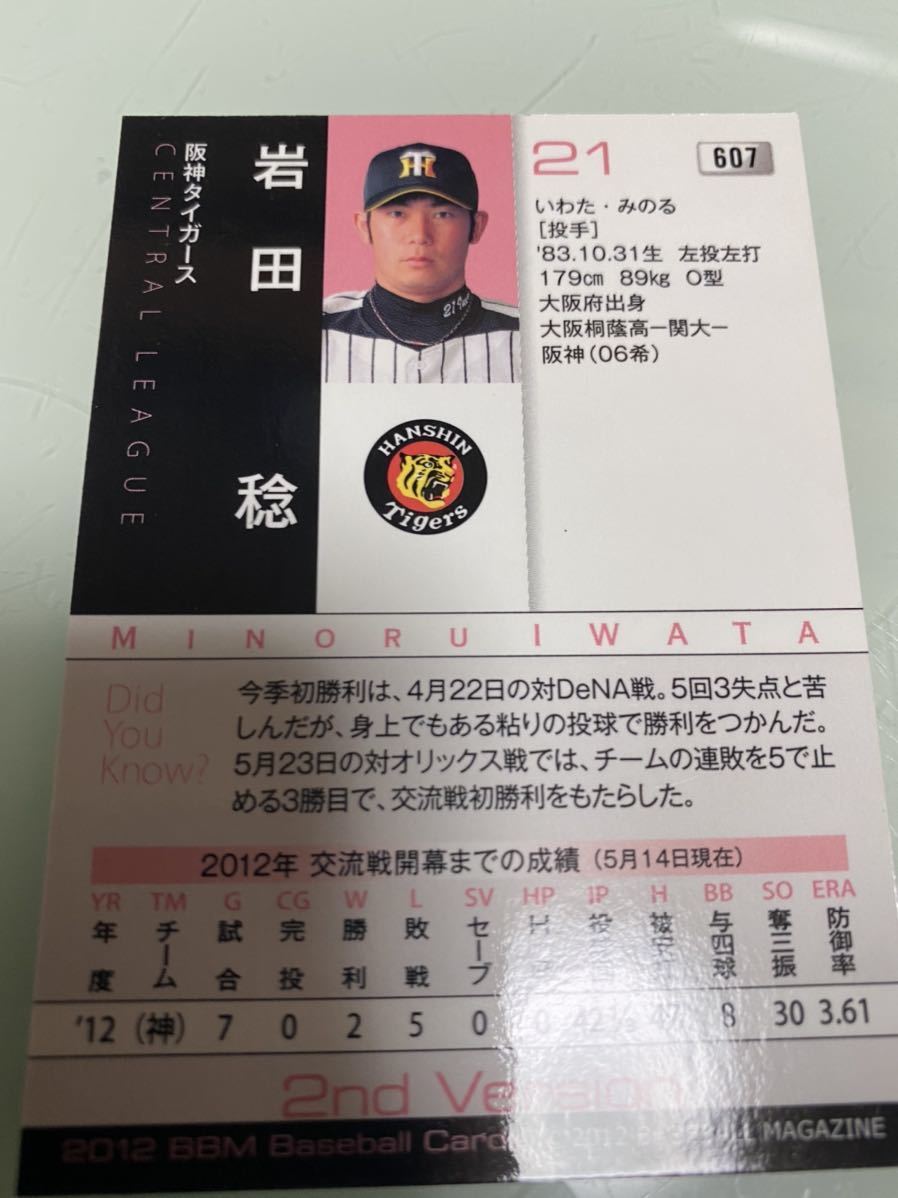 21
607
岩田 稔
阪神タイガース
CENTRAL LEAGUE
いわた・みのる
[投手]
'83.10.31生 左投左打
179cm 89kg O型
大阪府出身
大阪桐蔭高ー関大ー
阪神(06希)
HANSHIN
Tigers
MINORU IWATA
Did
You
Know?
今季初勝利は、4月22日の対DeNA戦。5回3失点と苦
しんだが、身上でもある粘りの投球で勝利をつかんだ。
5月23日の対オリックス戦では、チームの連敗を5で止
める3勝目で、交流戦初勝利をもたらした。
2012年 交流戦開幕までの成績(5月14日現在)
YR TM G CG W L SV HP IP H BB SO ERA
年度 チーム 試合 完投 勝利 敗戦 セーブ 被安打 与四球 奪三振 防御率
'12 (神) 7 0 2 5 0 0 47 8 30 3.61
2nd Version
2012 BBM Baseball Card 2012 BASEBALL MAGAZINE